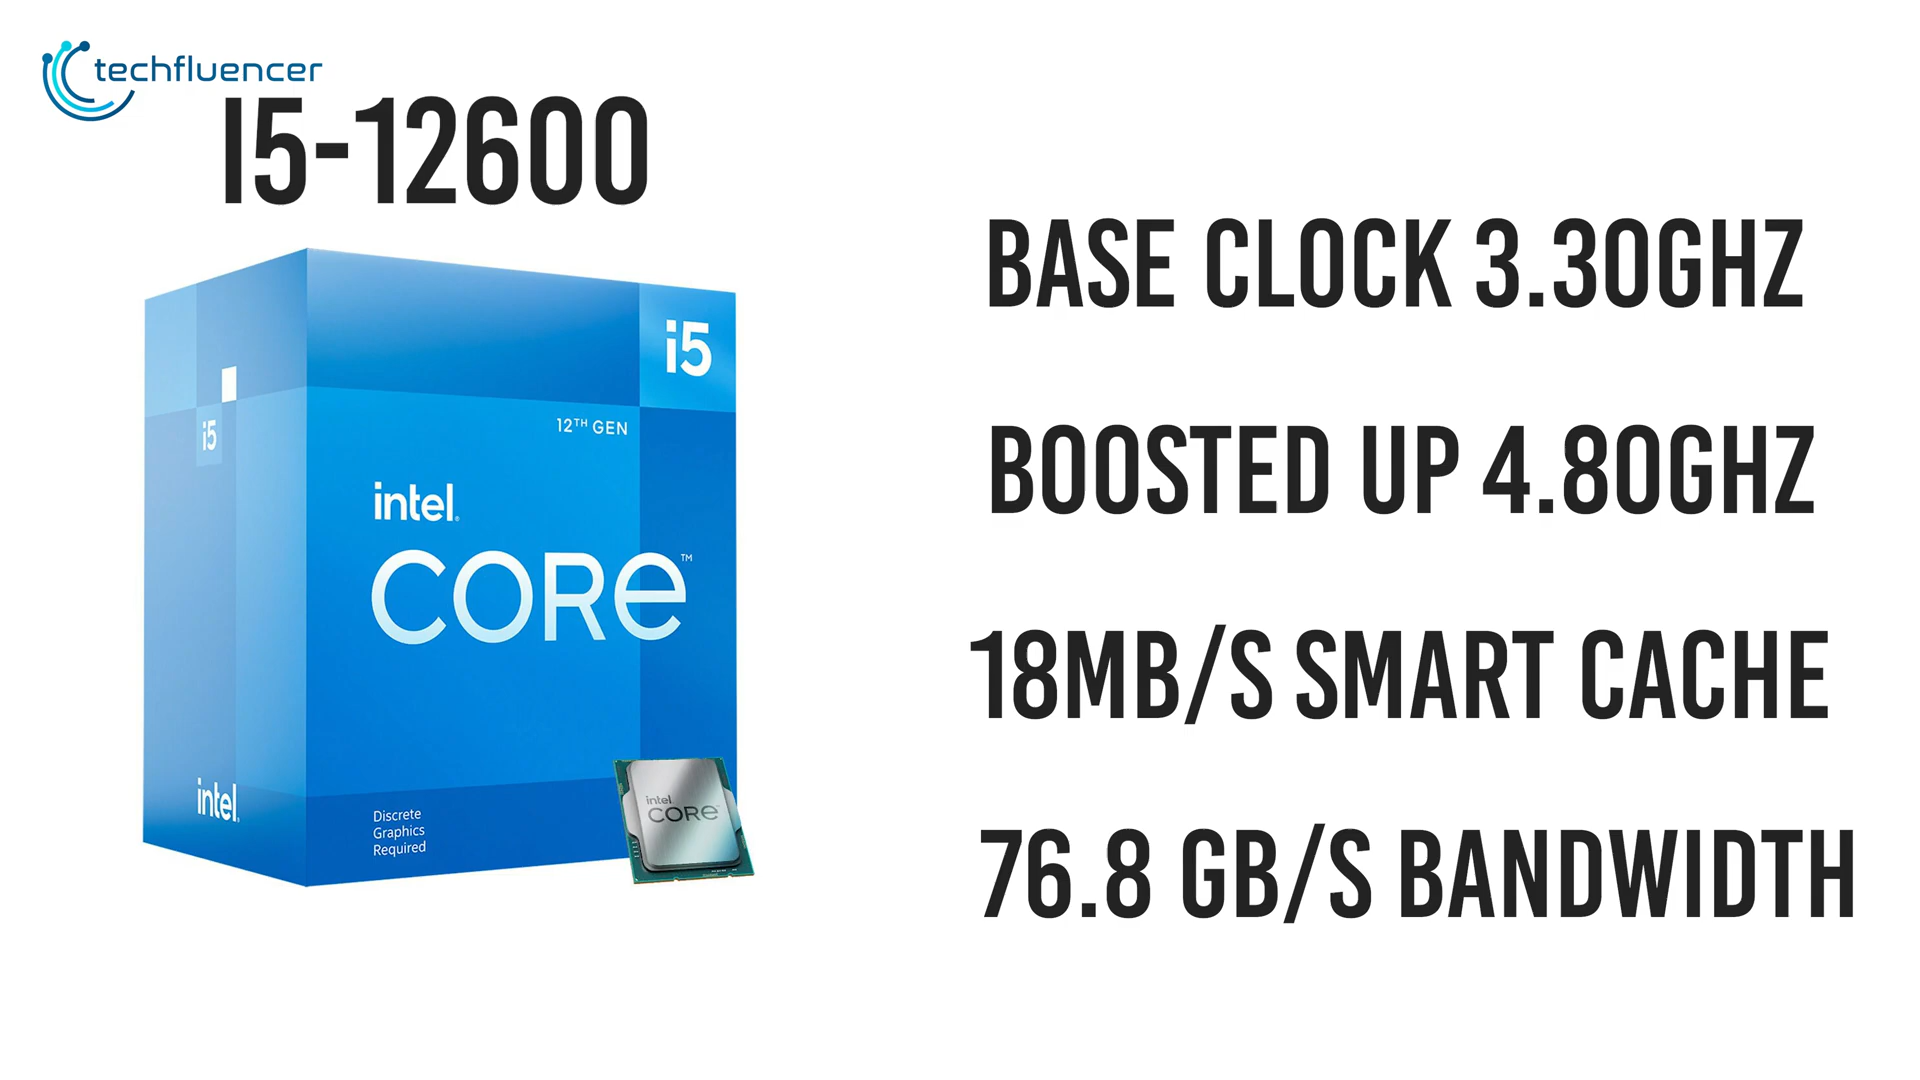 techfluencer
I5-12600
BASE CLOCK 3.30GHZ
BOOSTED UP 4.80GHZ
18MB/S SMART CACHE
76.8 GB/S BANDWIDTH
i5
12TH GEN
i5
intel.
CORE™
intel.
Discrete
Graphics
Required
intel.
CORE™